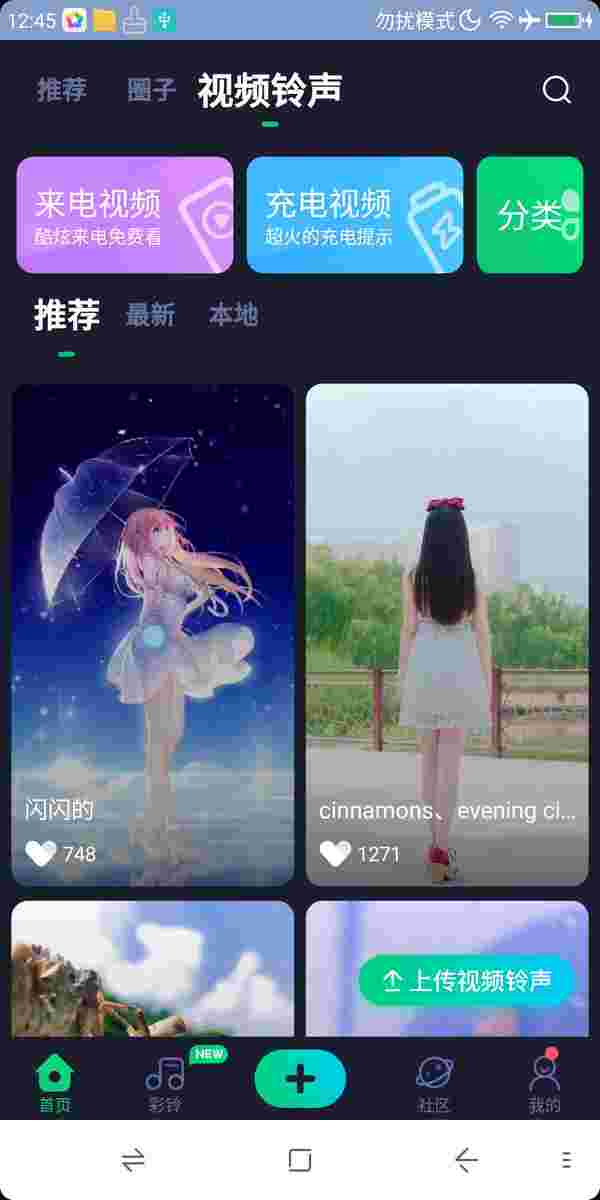 12:45 勿扰模式
推荐 圈子 视频铃声
来电视频 充电视频 分类
酷炫来电免费看 超火的充电提示
推荐 最新 本地
闪闪的 cinnamons、evening ci...
748 1271
上传视频铃声
NEW
首页 彩铃 社区 我的